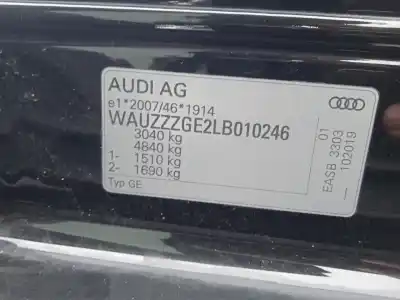 AUDI AG
e1*2007/46*1914
WAUZZZGE2LB010246
3040 kg
4840 kg
1- 1510 kg
2- 1690 kg
Typ GE
EASB 3303 01
102019